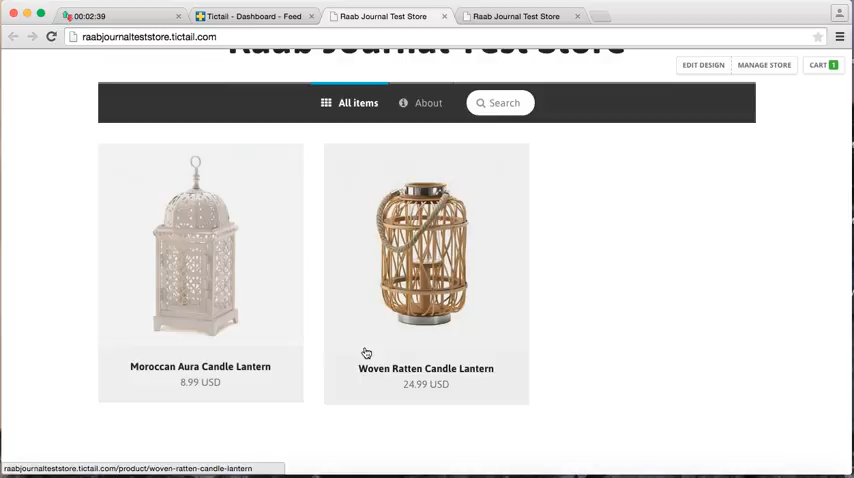 00:02:39
Tictail - Dashboard - Feed
Raab Journal Test Store
Raab Journal Test Store
raabjournalteststore.tictail.com
Raab Journal Test Store
EDIT DESIGN
MANAGE STORE
CART 1
All items
About
Search
Moroccan Aura Candle Lantern
8.99 USD
Woven Ratten Candle Lantern
24.99 USD
raabjournalteststore.tictail.com/product/woven-ratten-candle-lantern